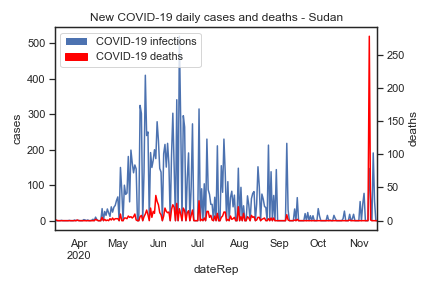 New COVID-19 daily cases and deaths - Sudan
COVID-19 infections
COVID-19 deaths
500
400
300
200
100
0
cases
250
200
150
100
50
0
deaths
Apr May Jun Jul Aug Sep Oct Nov
2020
dateRep